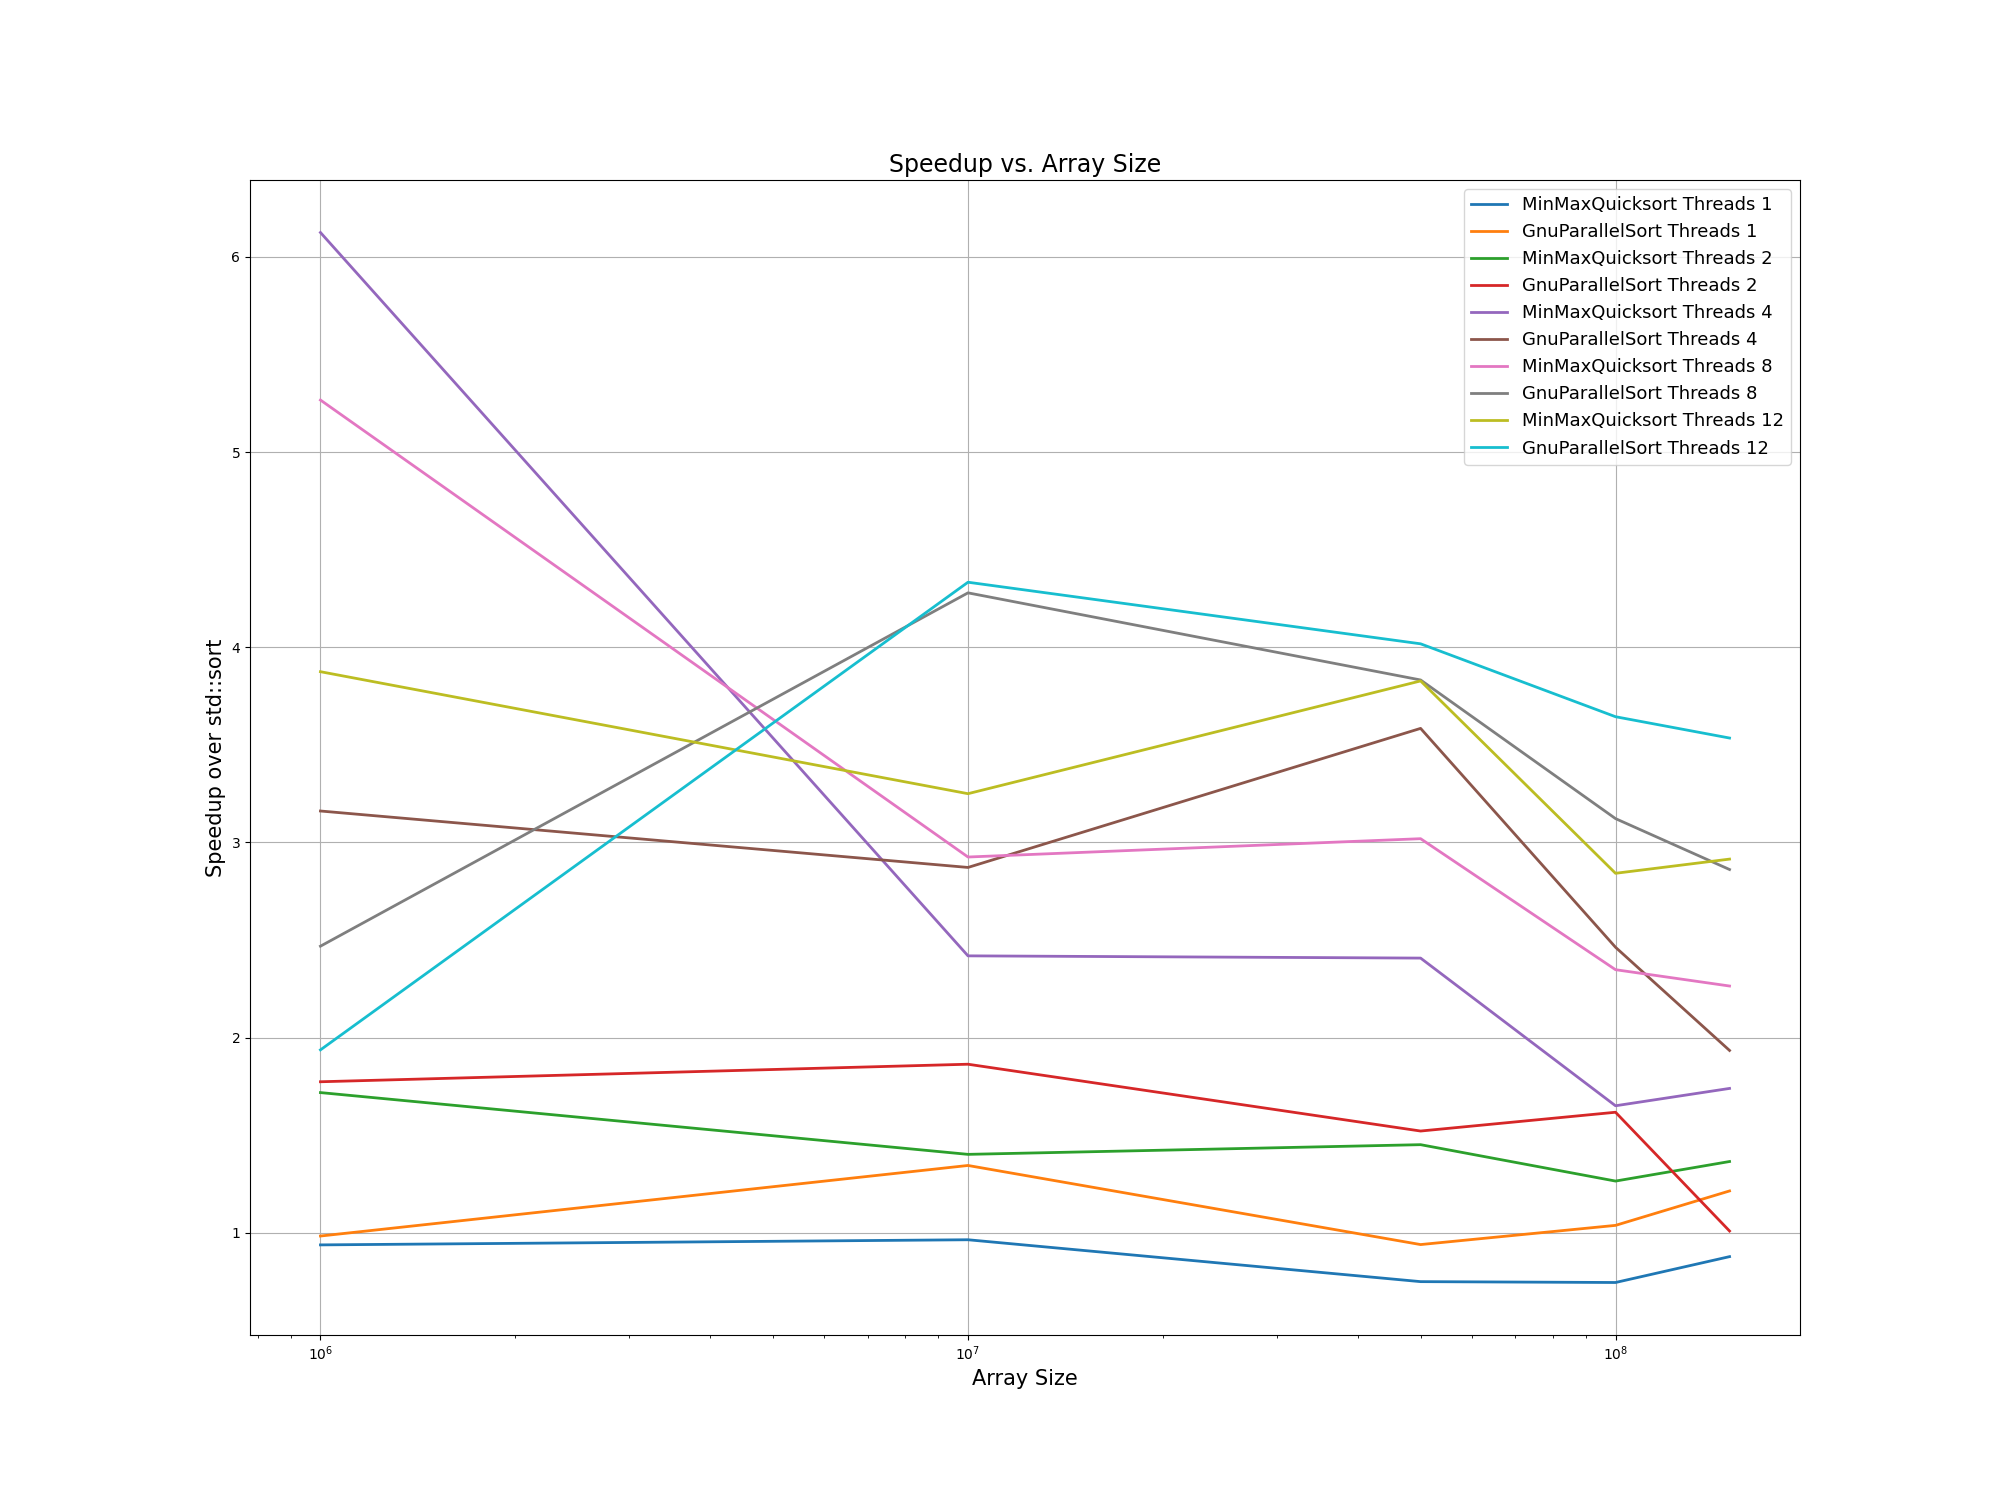 Speedup vs. Array Size
MinMaxQuicksort Threads 1
GnuParallelSort Threads 1
MinMaxQuicksort Threads 2
GnuParallelSort Threads 2
MinMaxQuicksort Threads 4
GnuParallelSort Threads 4
MinMaxQuicksort Threads 8
GnuParallelSort Threads 8
MinMaxQuicksort Threads 12
GnuParallelSort Threads 12
Speedup over std::sort
6
5
4
3
2
1
10⁶ 10⁷ 10⁸
Array Size